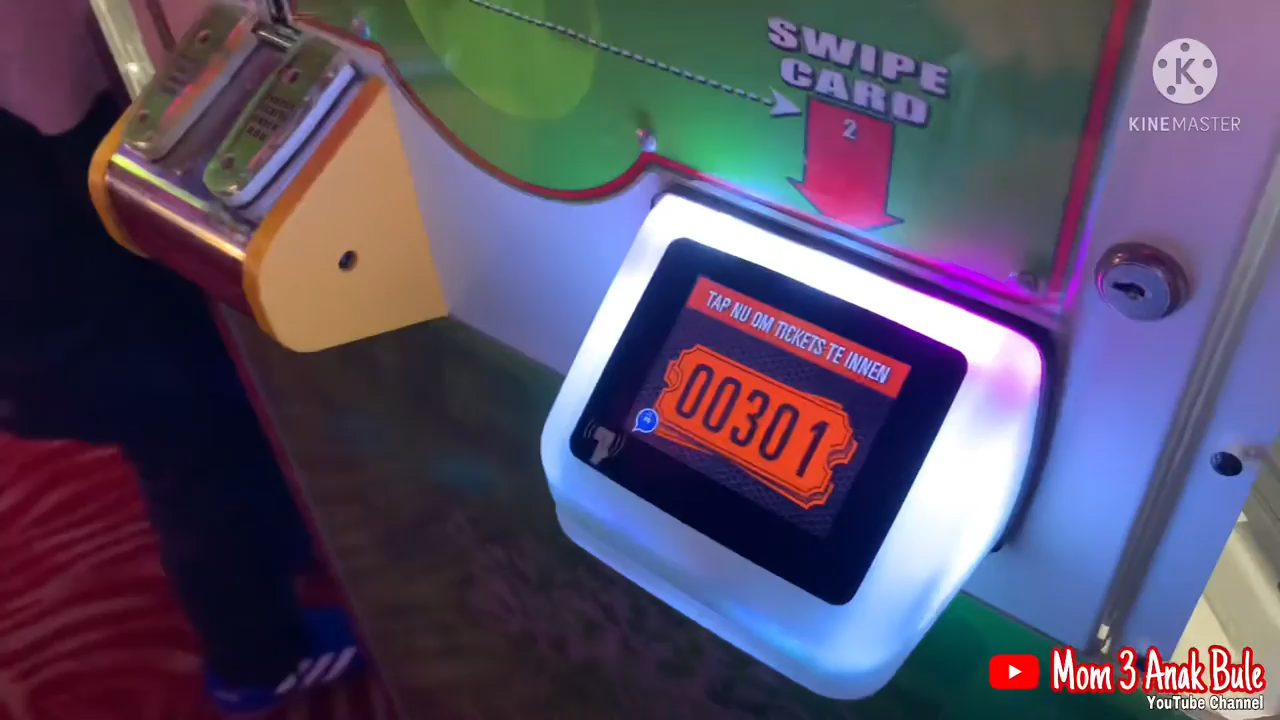 SWIPE
CARD
2
K
KINEMASTER
TAP NU OM TICKETS TE INNEN
00301
Mom 3 Anak Bule
YouTube Channel